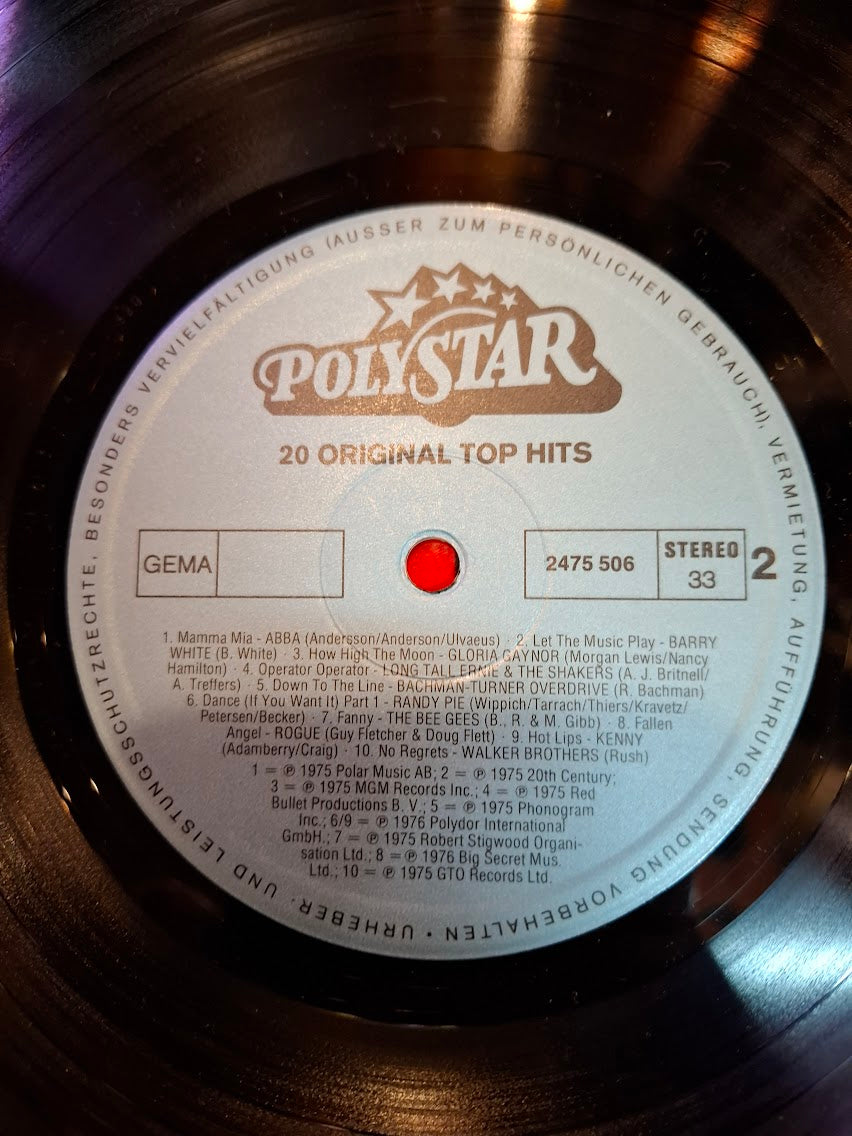 URHEBER- UND LEISTUNGSSCHUTZRECHTE, BESONDERS VERVIELFÄLTIGUNG (AUSSER ZUM PERSÖNLICHEN GEBRAUCH), VERMIETUNG, AUFFÜHRUNG, SENDUNG VORBEHALTEN •
POLYSTAR
20 ORIGINAL TOP HITS
GEMA
2475 506
STEREO
33
2
1. Mamma Mia - ABBA (Andersson/Anderson/Ulvaeus) · 2. Let The Music Play - BARRY
WHITE (B. White) · 3. How High The Moon - GLORIA GAYNOR (Morgan Lewis/Nancy
Hamilton) · 4. Operator Operator - LONG TALL ERNIE & THE SHAKERS (A. J. Britnell/
A. Treffers) · 5. Down To The Line - BACHMAN-TURNER OVERDRIVE (R. Bachman)
6. Dance (If You Want It) Part 1 - RANDY PIE (Wippich/Tarrach/Thiers/Kravetz/
Petersen/Becker) · 7. Fanny - THE BEE GEES (B., R. & M. Gibb) · 8. Fallen
Angel - ROGUE (Guy Fletcher & Doug Flett) · 9. Hot Lips - KENNY
(Adamberry/Craig) · 10. No Regrets - WALKER BROTHERS (Rush)
1 = ℗ 1975 Polar Music AB; 2 = ℗ 1975 20th Century;
3 = ℗ 1975 MGM Records Inc.; 4 = ℗ 1975 Red
Bullet Productions B. V.; 5 = ℗ 1975 Phonogram
Inc.; 6/9 = ℗ 1976 Polydor International
GmbH.; 7 = ℗ 1975 Robert Stigwood Organi-
sation Ltd.; 8 = ℗ 1976 Big Secret Mus.
Ltd.; 10 = ℗ 1975 GTO Records Ltd.